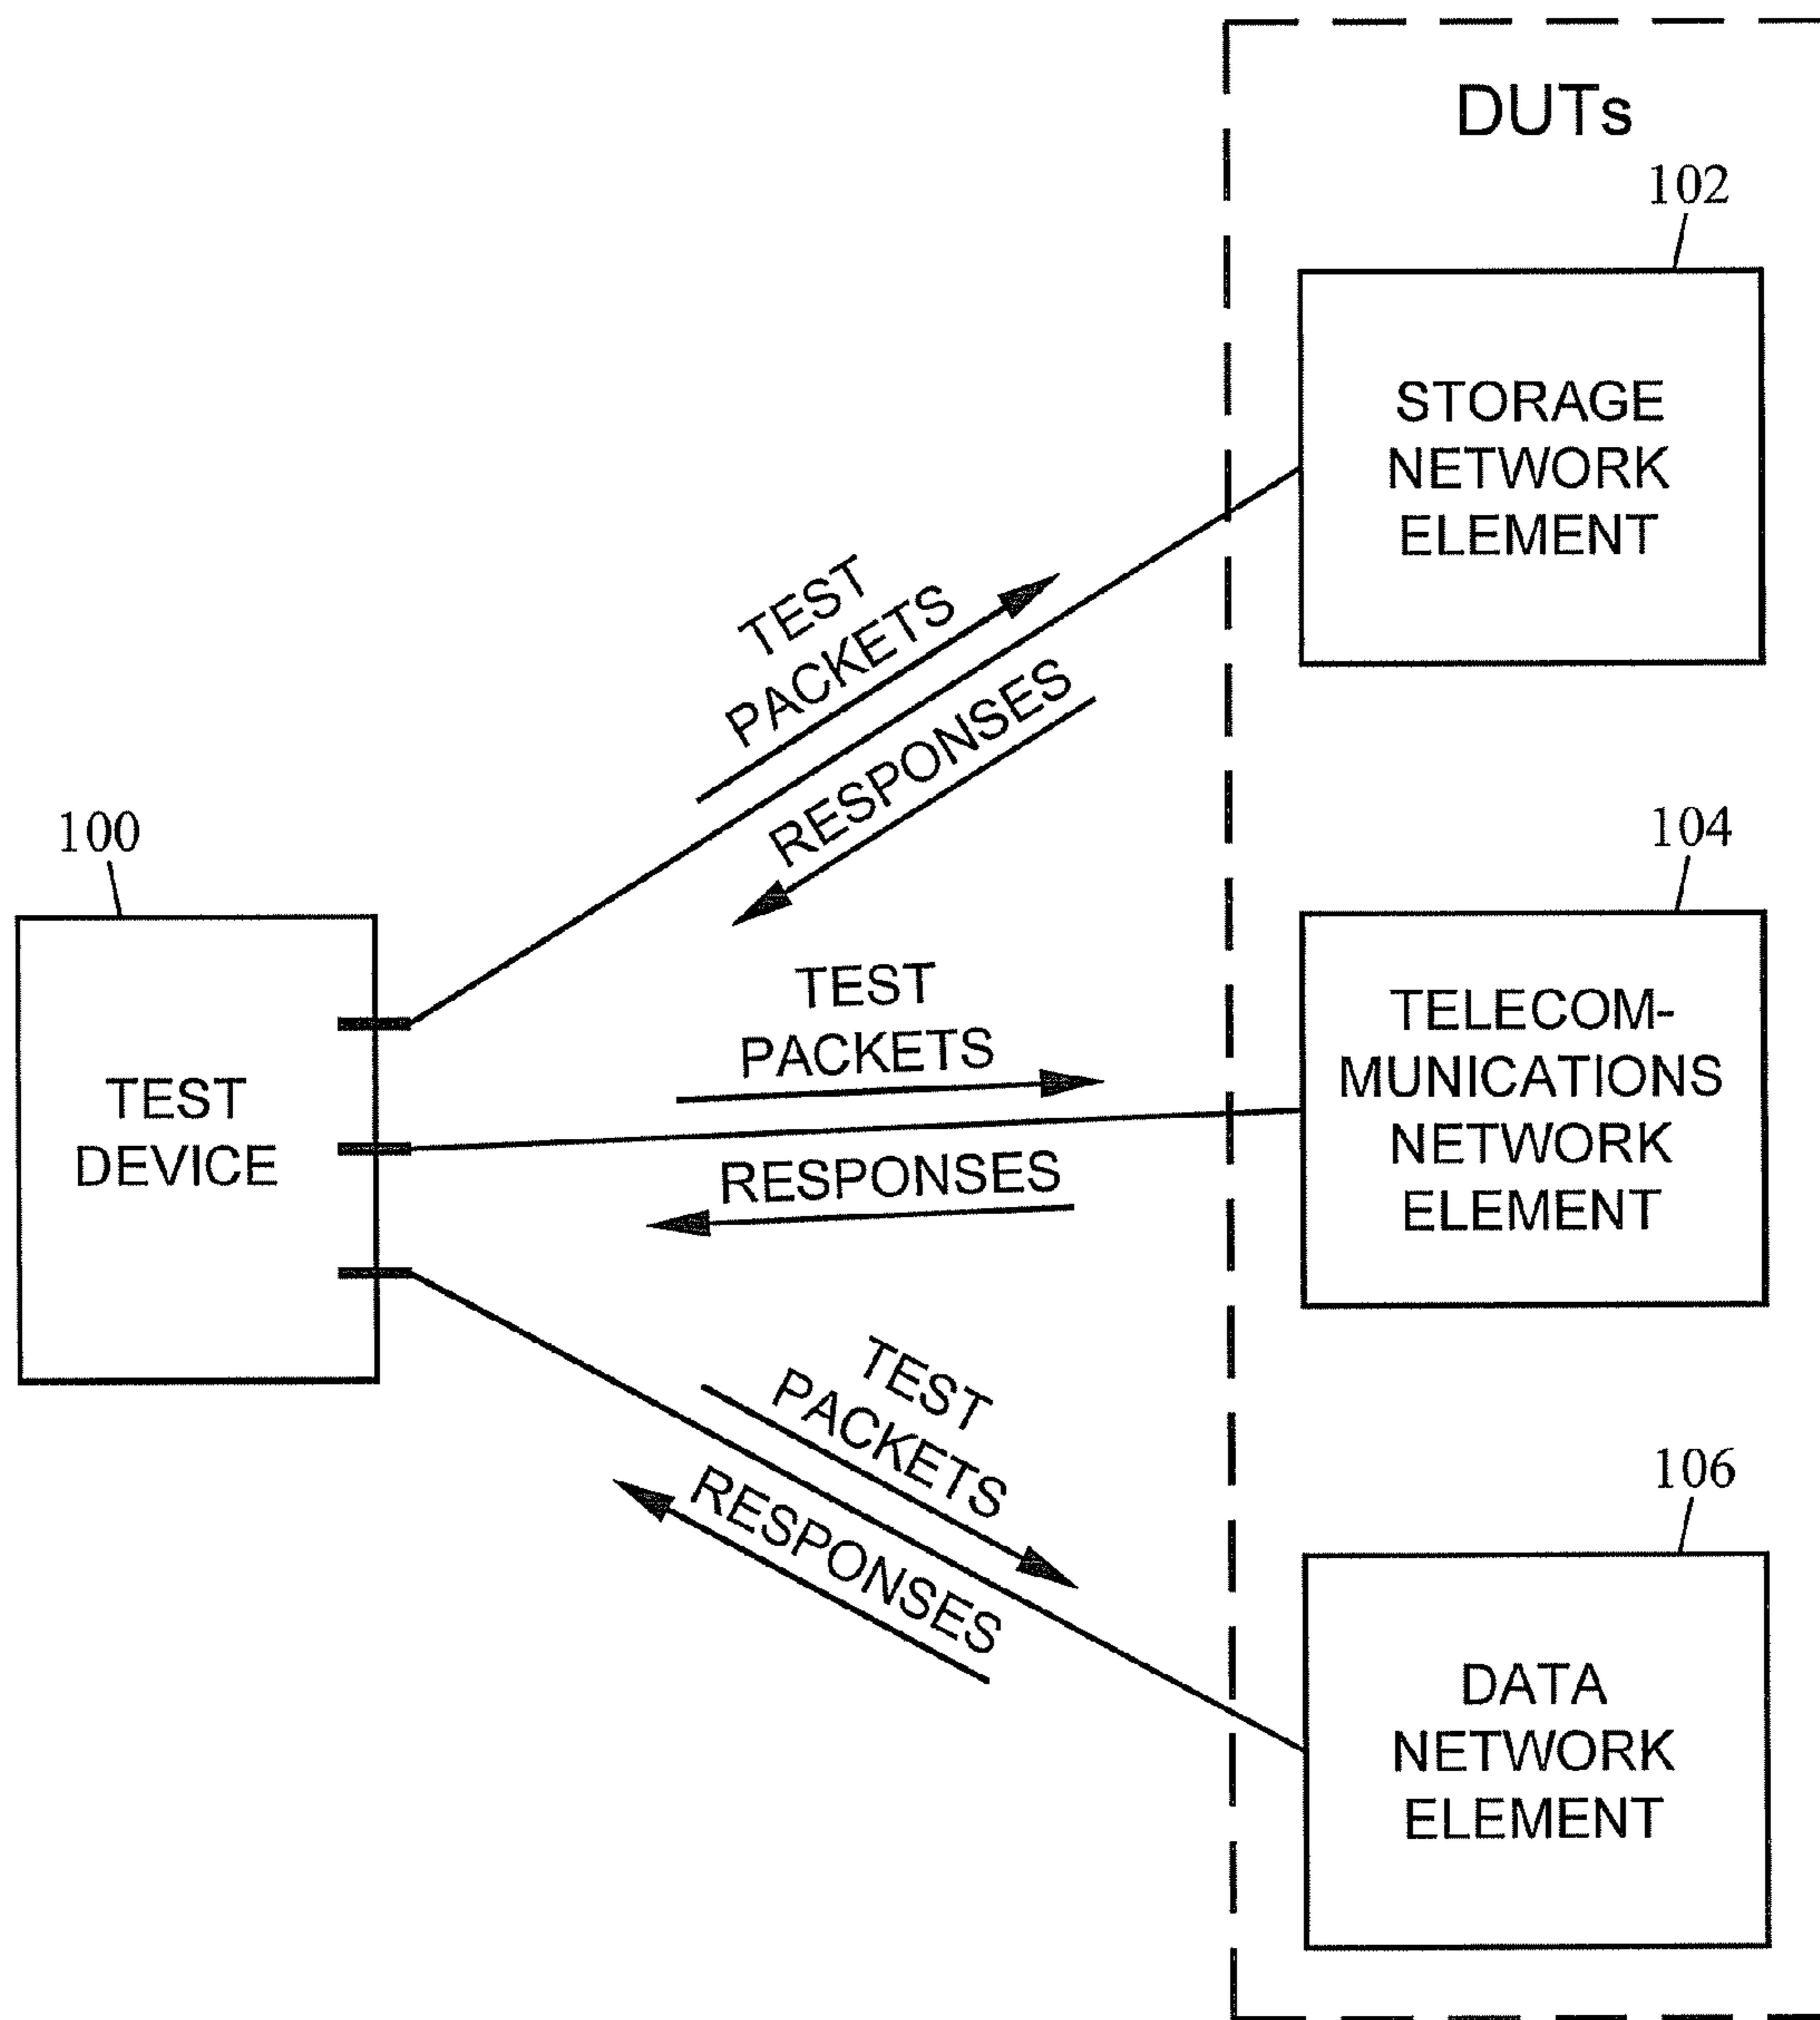 DUTs
102
STORAGE
NETWORK
ELEMENT
TEST
PACKETS
RESPONSES
100
TEST
DEVICE
TEST
PACKETS
RESPONSES
104
TELECOM-
MUNICATIONS
NETWORK
ELEMENT
TEST
PACKETS
RESPONSES
106
DATA
NETWORK
ELEMENT